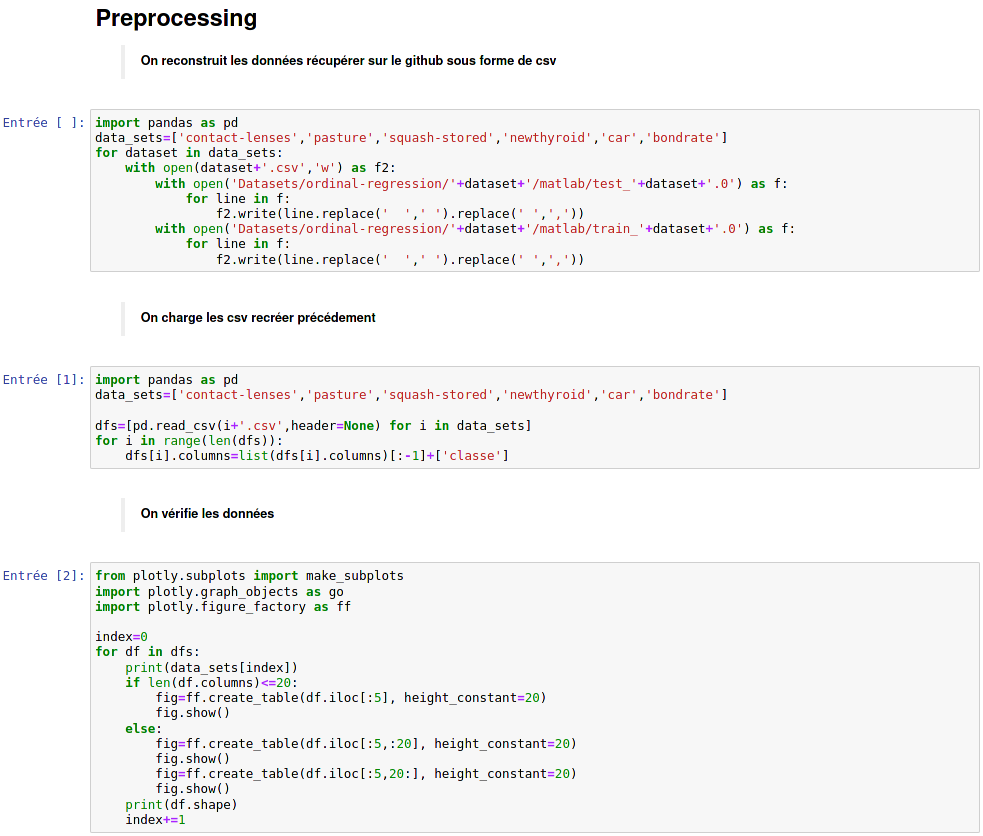 Preprocessing
On reconstruit les données récupérer sur le github sous forme de csv
Entrée [ ]: import pandas as pd
data_sets=['contact-lenses','pasture','squash-stored','newthyroid','car','bondrate']
for dataset in data_sets:
    with open(dataset+'.csv','w') as f2:
        with open('Datasets/ordinal-regression/'+dataset+'/matlab/test_'+dataset+'.0') as f:
            for line in f:
                f2.write(line.replace('  ',' ').replace(' ',','))
        with open('Datasets/ordinal-regression/'+dataset+'/matlab/train_'+dataset+'.0') as f:
            for line in f:
                f2.write(line.replace('  ',' ').replace(' ',','))
On charge les csv recréer précédement
Entrée [1]: import pandas as pd
data_sets=['contact-lenses','pasture','squash-stored','newthyroid','car','bondrate']
dfs=[pd.read_csv(i+'.csv',header=None) for i in data_sets]
for i in range(len(dfs)):
    dfs[i].columns=list(dfs[i].columns)[:-1]+['classe']
On vérifie les données
Entrée [2]: from plotly.subplots import make_subplots
import plotly.graph_objects as go
import plotly.figure_factory as ff
index=0
for df in dfs:
    print(data_sets[index])
    if len(df.columns)<=20:
        fig=ff.create_table(df.iloc[:5], height_constant=20)
        fig.show()
    else:
        fig=ff.create_table(df.iloc[:5,:20], height_constant=20)
        fig.show()
        fig=ff.create_table(df.iloc[:5,20:], height_constant=20)
        fig.show()
    print(df.shape)
    index+=1